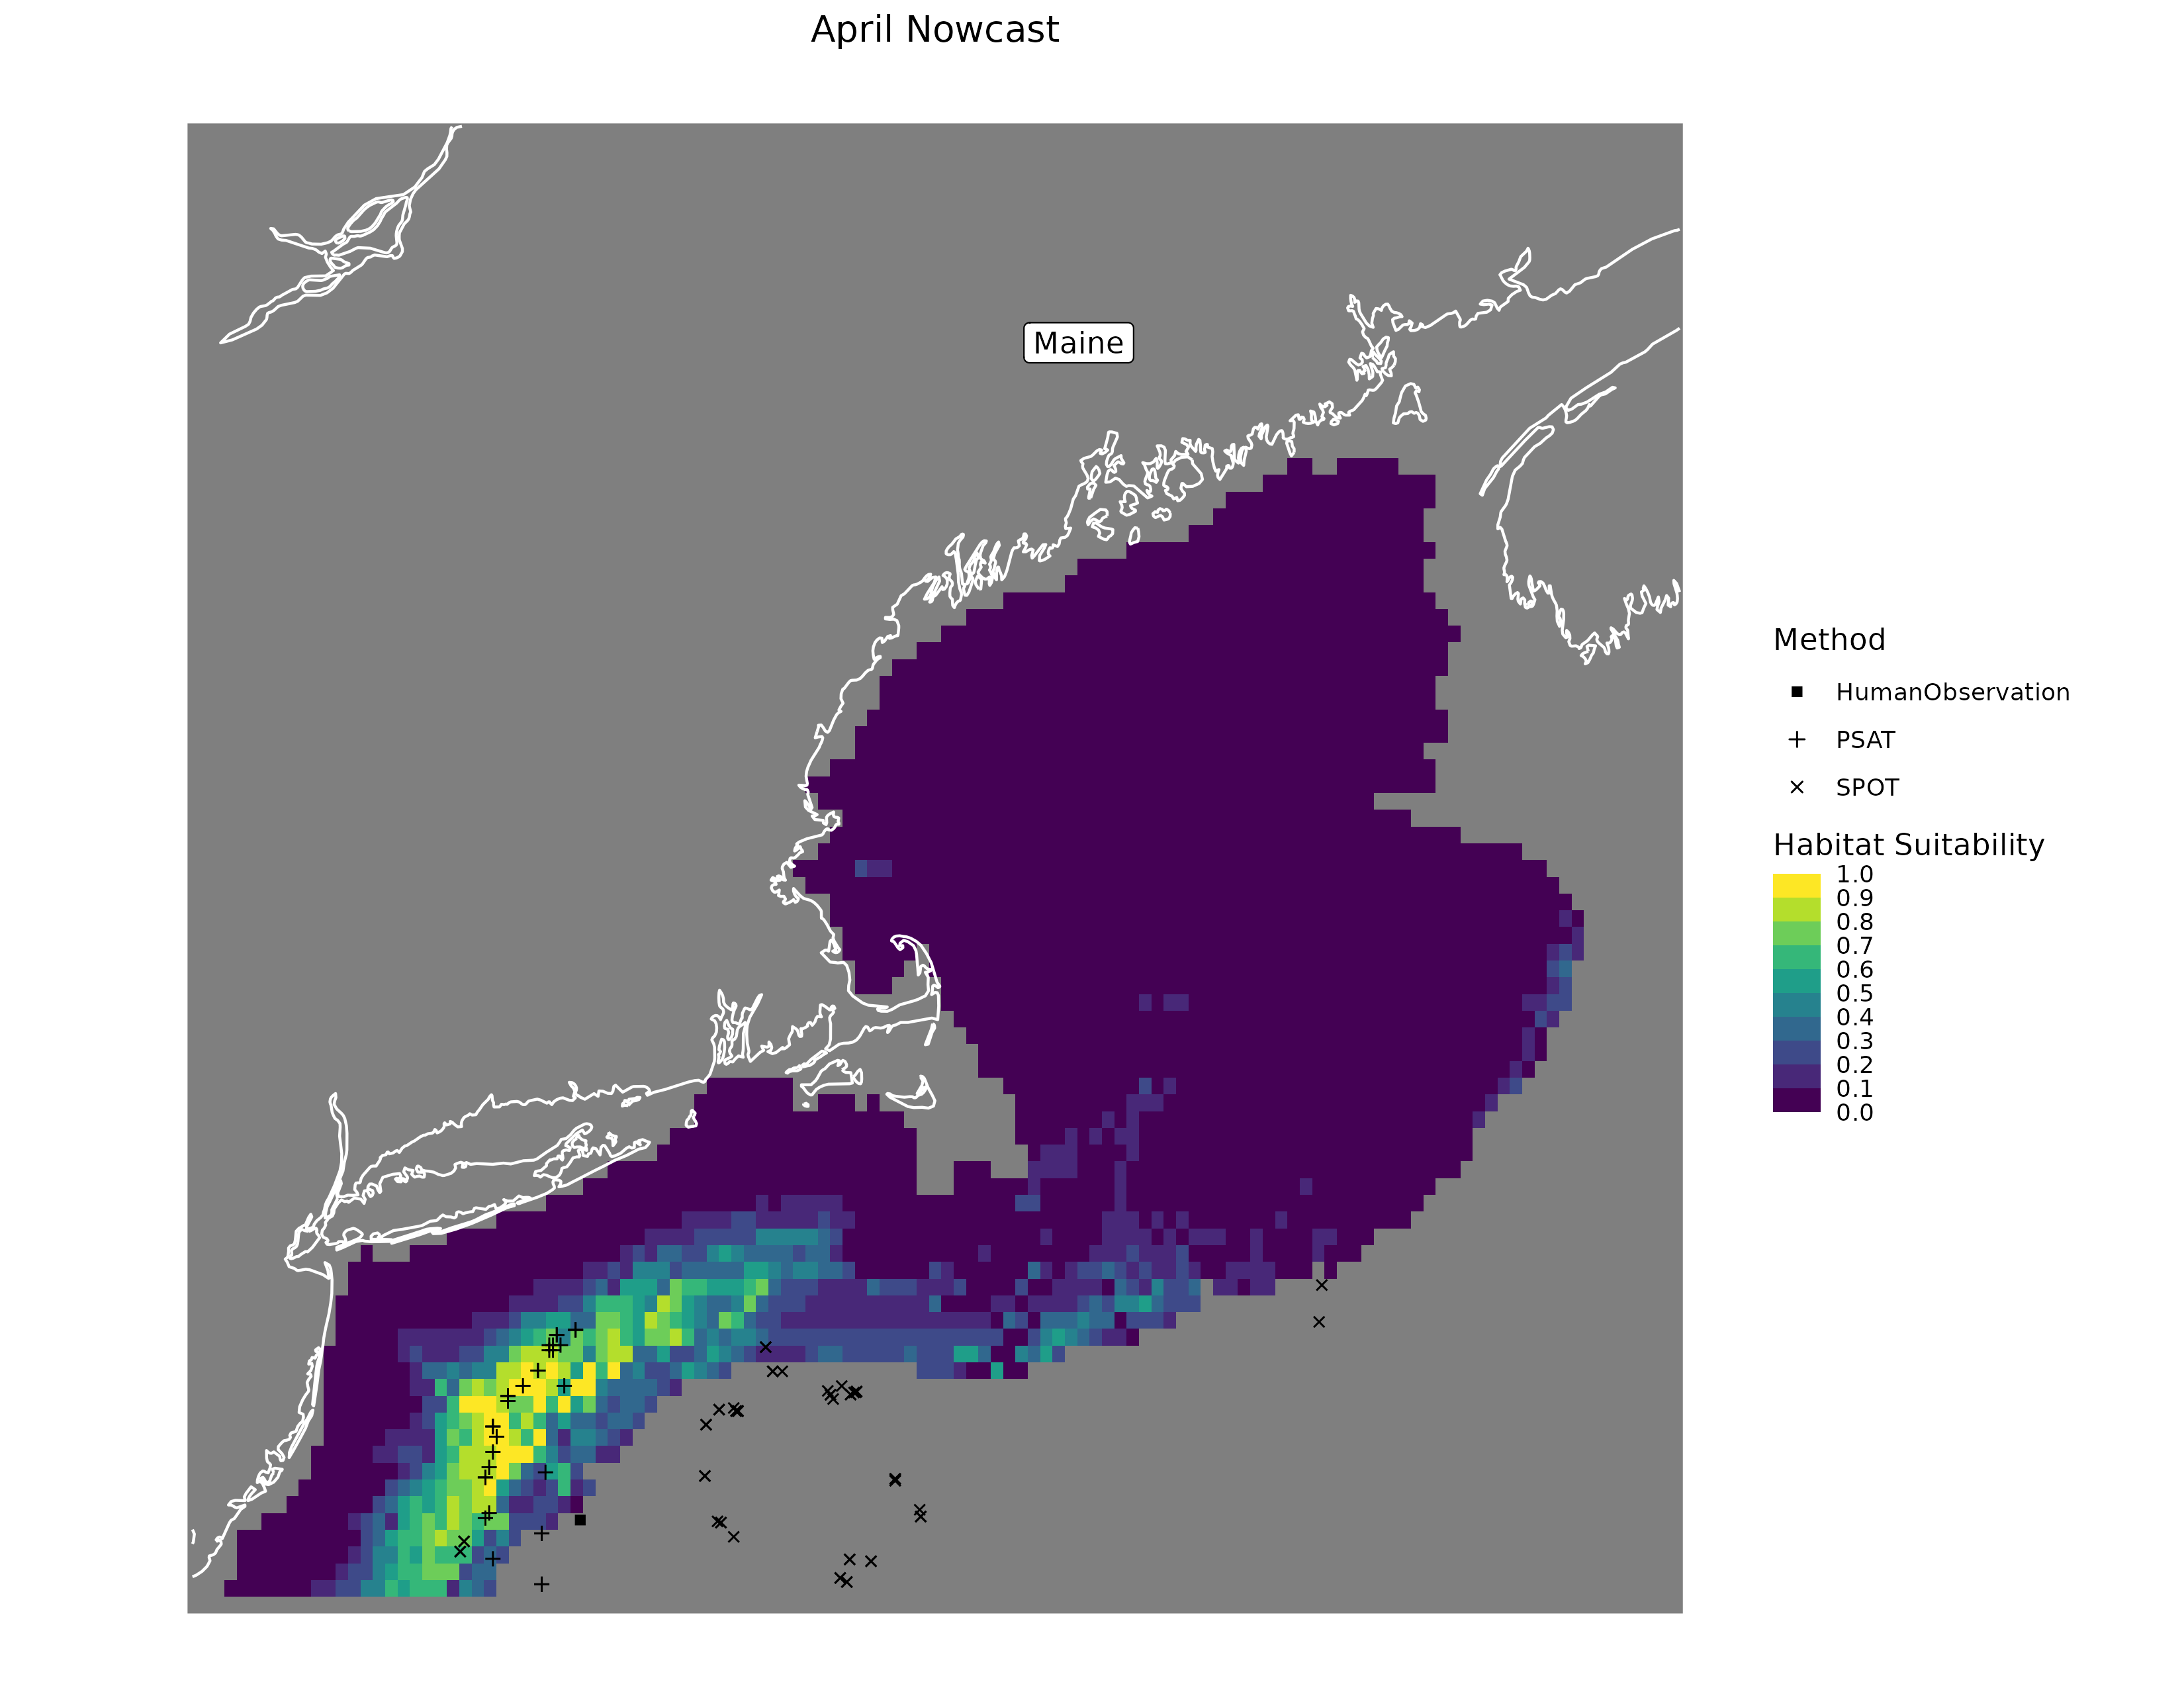 April Nowcast
Maine
Method
HumanObservation
PSAT
SPOT
Habitat Suitability
1.0
0.9
0.8
0.7
0.6
0.5
0.4
0.3
0.2
0.1
0.0